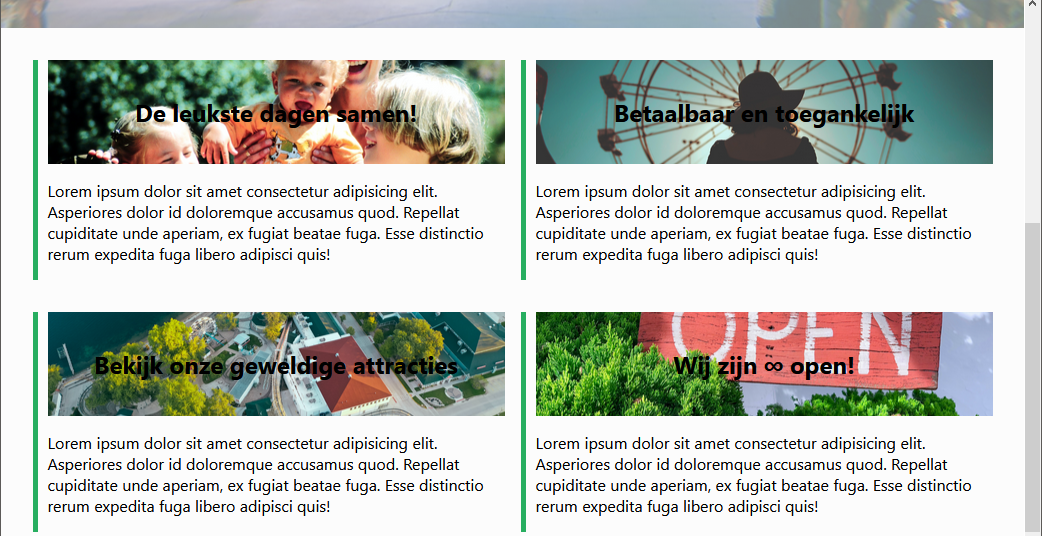 De leukste dagen samen!
Lorem ipsum dolor sit amet consectetur adipisicing elit.
Asperiores dolor id doloremque accusamus quod. Repellat
cupiditate unde aperiam, ex fugiat beatae fuga. Esse distinctio
rerum expedita fuga libero adipisci quis!
Betaalbaar en toegankelijk
Lorem ipsum dolor sit amet consectetur adipisicing elit.
Asperiores dolor id doloremque accusamus quod. Repellat
cupiditate unde aperiam, ex fugiat beatae fuga. Esse distinctio
rerum expedita fuga libero adipisci quis!
Bekijk onze geweldige attracties
Lorem ipsum dolor sit amet consectetur adipisicing elit.
Asperiores dolor id doloremque accusamus quod. Repellat
cupiditate unde aperiam, ex fugiat beatae fuga. Esse distinctio
rerum expedita fuga libero adipisci quis!
OPEN
Wij zijn ∞ open!
Lorem ipsum dolor sit amet consectetur adipisicing elit.
Asperiores dolor id doloremque accusamus quod. Repellat
cupiditate unde aperiam, ex fugiat beatae fuga. Esse distinctio
rerum expedita fuga libero adipisci quis!